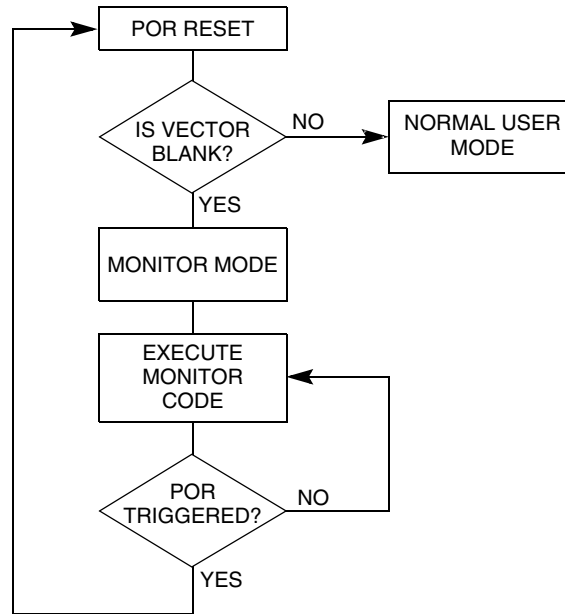 POR RESET
IS VECTOR
BLANK?
NO
NORMAL USER
MODE
YES
MONITOR MODE
EXECUTE
MONITOR
CODE
POR
TRIGGERED?
NO
YES